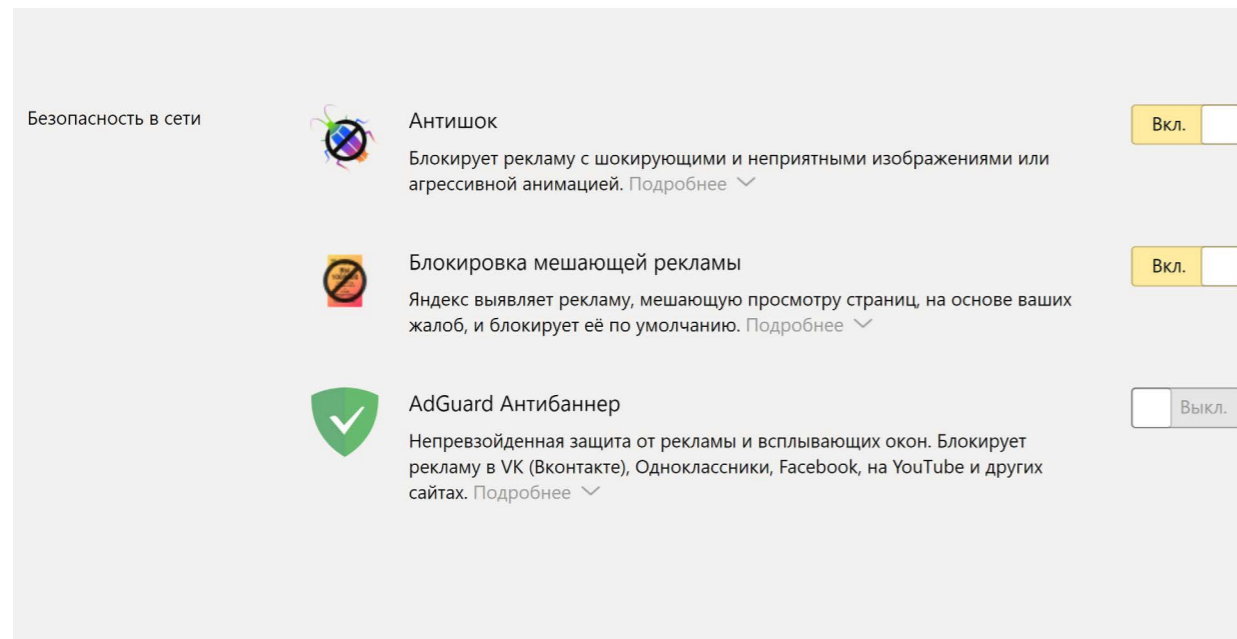 Безопасность в сети
Антишок
Вкл.
Блокирует рекламу с шокирующими и неприятными изображениями или
агрессивной анимацией. Подробнее
Блокировка мешающей рекламы
Вкл.
Яндекс выявляет рекламу, мешающую просмотру страниц, на основе ваших
жалоб, и блокирует её по умолчанию. Подробнее
AdGuard Антибаннер
Выкл.
Непревзойденная защита от рекламы и всплывающих окон. Блокирует
рекламу в VK (Вконтакте), Одноклассники, Facebook, на YouTube и других
сайтах. Подробнее